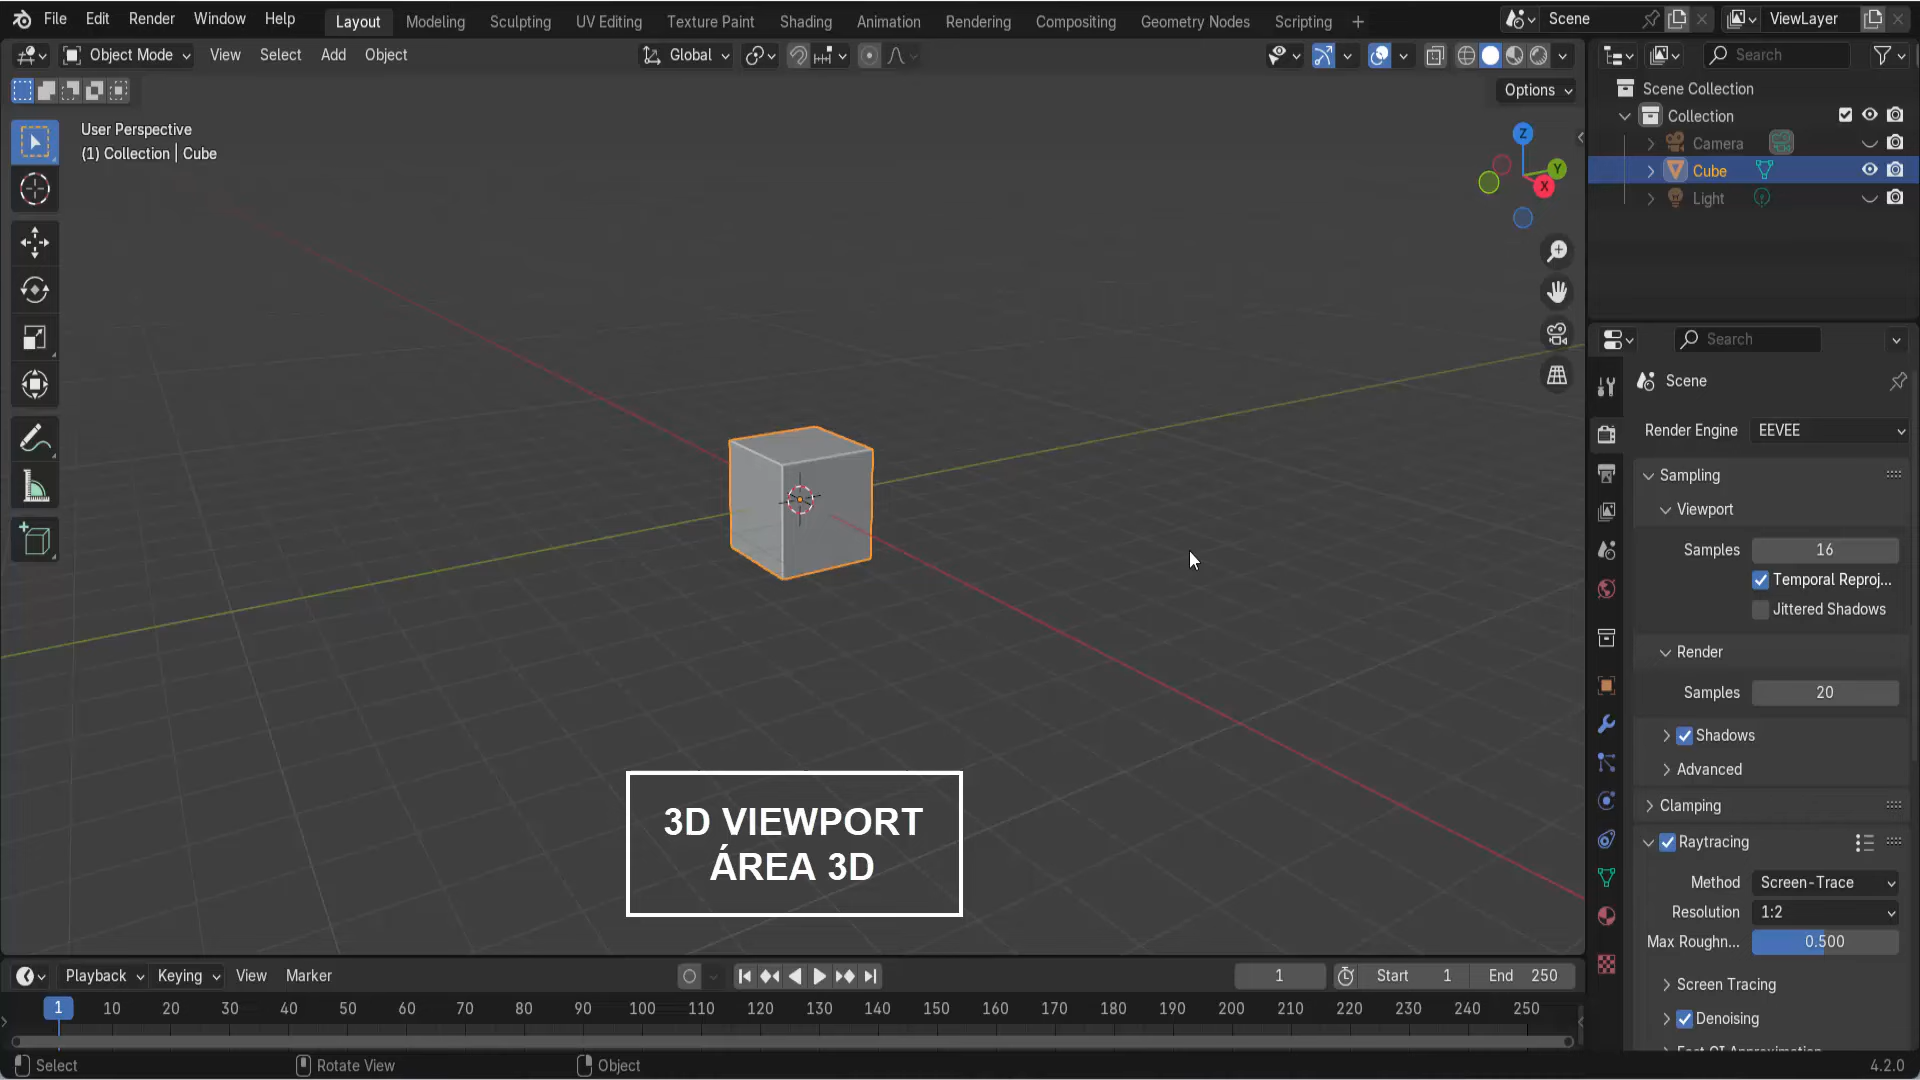 File Edit Render Window Help Layout Modeling Sculpting UV Editing Texture Paint Shading Animation Rendering Compositing Geometry Nodes Scripting + Scene ViewLayer
Object Mode View Select Add Object Global Search
Options
User Perspective
(1) Collection | Cube
Z
Y
X
Scene Collection
Collection
Camera
Cube
Light
Search
Scene
Render Engine EEVEE
Sampling
Viewport
Samples 16
Temporal Reproj...
Jittered Shadows
Render
Samples 20
Shadows
Advanced
Clamping
Raytracing
Method Screen-Trace
Resolution 1:2
Max Roughn... 0.500
Screen Tracing
Denoising
3D VIEWPORT
ÁREA 3D
Playback Keying View Marker 1 Start 1 End 250
1 10 20 30 40 50 60 70 80 90 100 110 120 130 140 150 160 170 180 190 200 210 220 230 240 250
Select Rotate View Object 4.2.0